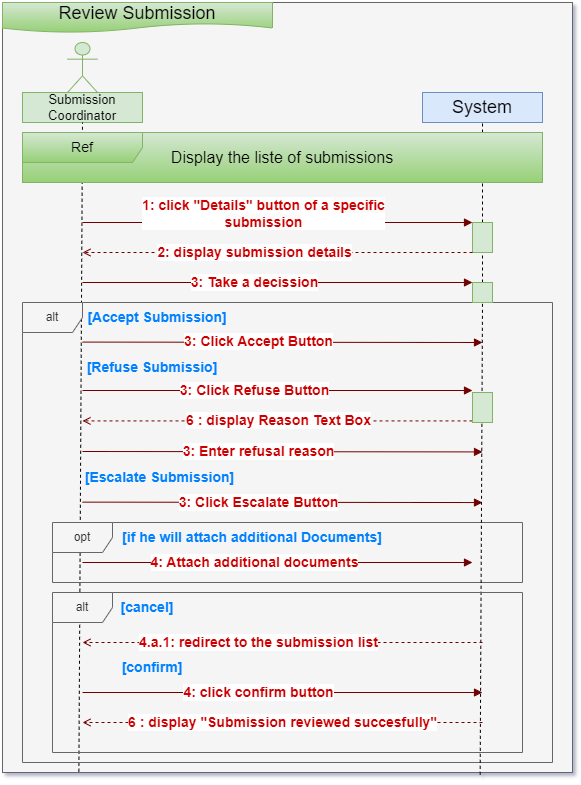 Review Submission
Submission
Coordinator
System
Ref
Display the liste of submissions
1: click "Details" button of a specific
submission
2: display submission details
3: Take a decission
alt
[Accept Submission]
3: Click Accept Button
[Refuse Submissio]
3: Click Refuse Button
6 : display Reason Text Box
3: Enter refusal reason
[Escalate Submission]
3: Click Escalate Button
opt
[if he will attach additional Documents]
4: Attach additional documents
alt
[cancel]
4.a.1: redirect to the submission list
[confirm]
4: click confirm button
6 : display "Submission reviewed succesfully"